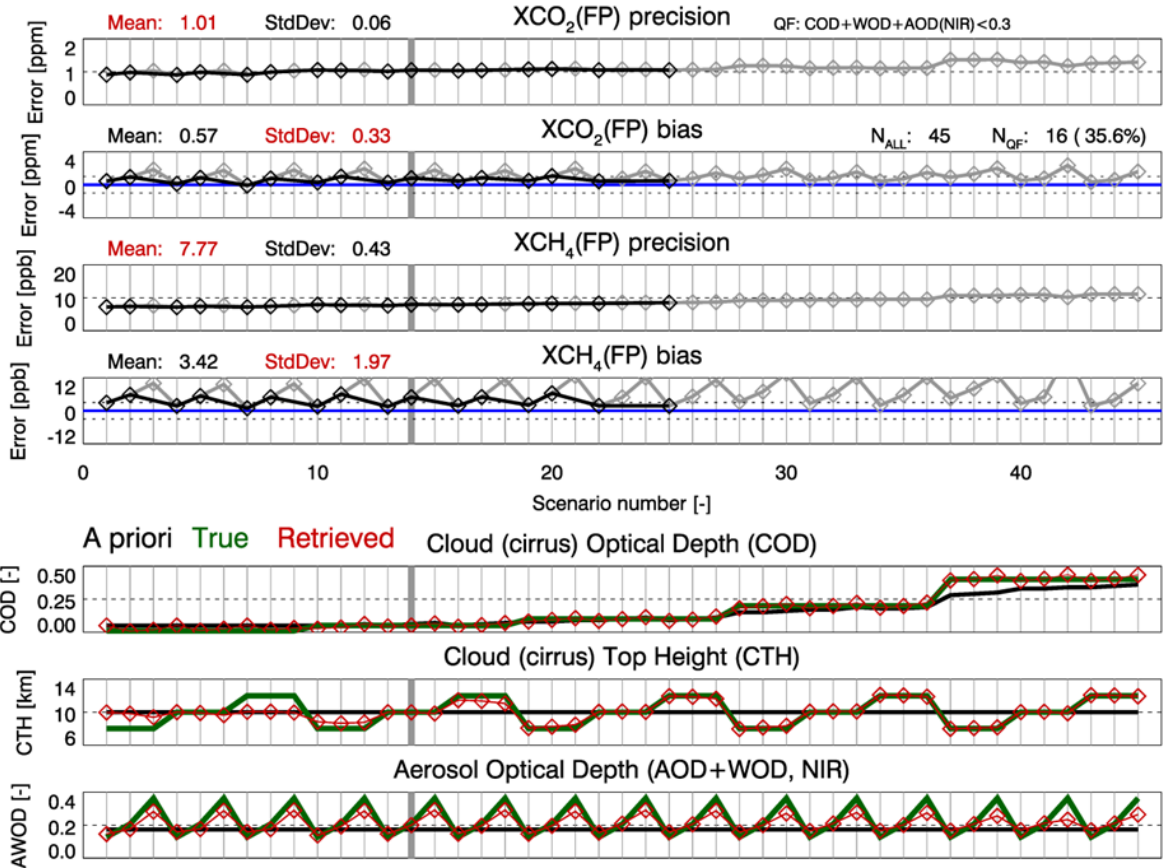 Mean: 1.01 StdDev: 0.06 XCO₂(FP) precision QF: COD+WOD+AOD(NIR)<0.3
Error [ppm]
2
1
0
Mean: 0.57 StdDev: 0.33 XCO₂(FP) bias N_ALL: 45 N_QF: 16 ( 35.6%)
Error [ppm]
4
0
-4
Mean: 7.77 StdDev: 0.43 XCH₄(FP) precision
Error [ppb]
20
10
0
Mean: 3.42 StdDev: 1.97 XCH₄(FP) bias
Error [ppb]
12
0
-12
0 10 20 30 40
Scenario number [-]
A priori True Retrieved Cloud (cirrus) Optical Depth (COD)
COD [-]
0.50
0.25
0.00
Cloud (cirrus) Top Height (CTH)
CTH [km]
14
10
6
Aerosol Optical Depth (AOD+WOD, NIR)
AWOD [-]
0.4
0.2
0.0